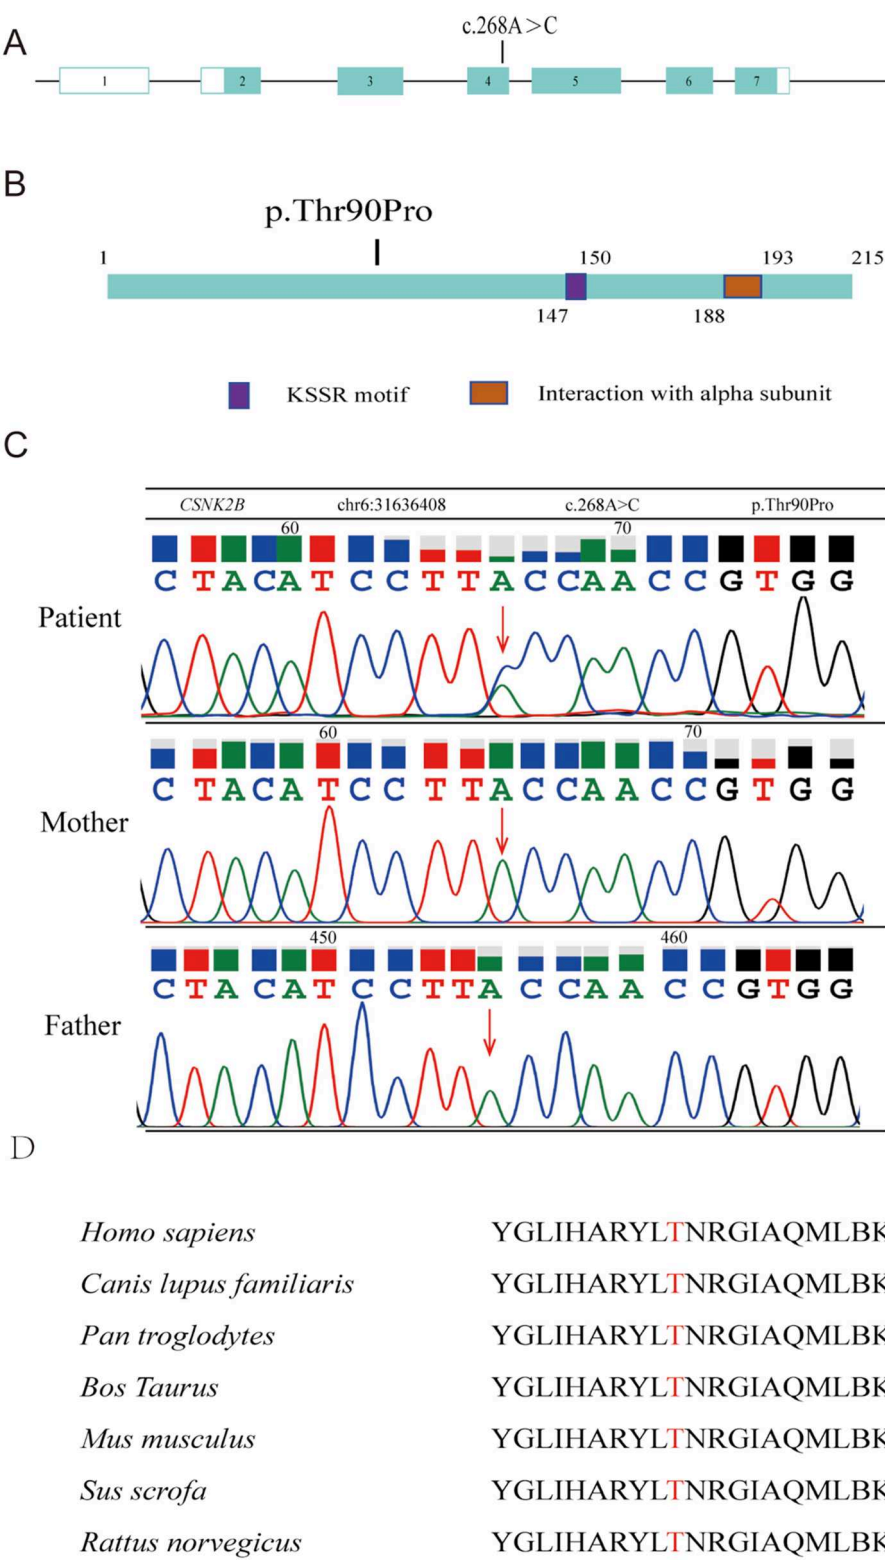 A
c.268A>C
1 2 3 4 5 6 7
B
p.Thr90Pro
1 150 193 215
147 188
KSSR motif Interaction with alpha subunit
C
CSNK2B chr6:31636408 c.268A>C p.Thr90Pro
60 70
C T A C A T C C T T A C C A A C C G T G G
Patient
60 70
C T A C A T C C T T A C C A A C C G T G G
Mother
450 460
C T A C A T C C T T A C C A A C C G T G G
Father
D
Homo sapiens YGLIHARYLTNRGIAQMLBK
Canis lupus familiaris YGLIHARYLTNRGIAQMLBK
Pan troglodytes YGLIHARYLTNRGIAQMLBK
Bos Taurus YGLIHARYLTNRGIAQMLBK
Mus musculus YGLIHARYLTNRGIAQMLBK
Sus scrofa YGLIHARYLTNRGIAQMLBK
Rattus norvegicus YGLIHARYLTNRGIAQMLBK